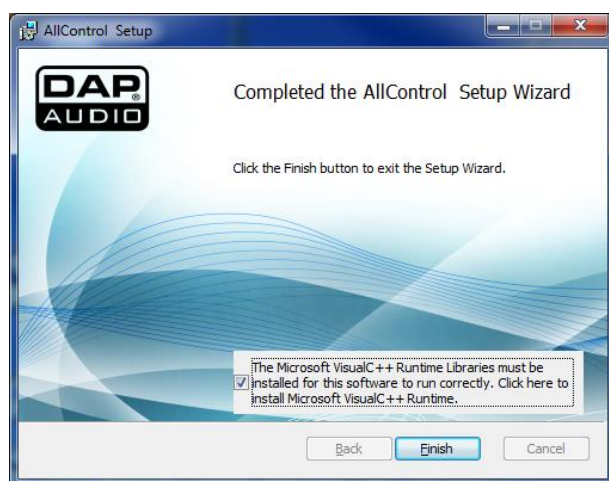 AllControl Setup
DAP®
AUDIO
Completed the AllControl Setup Wizard
Click the Finish button to exit the Setup Wizard.
The Microsoft VisualC++ Runtime Libraries must be
installed for this software to run correctly. Click here to
install Microsoft VisualC++ Runtime.
Back Finish Cancel